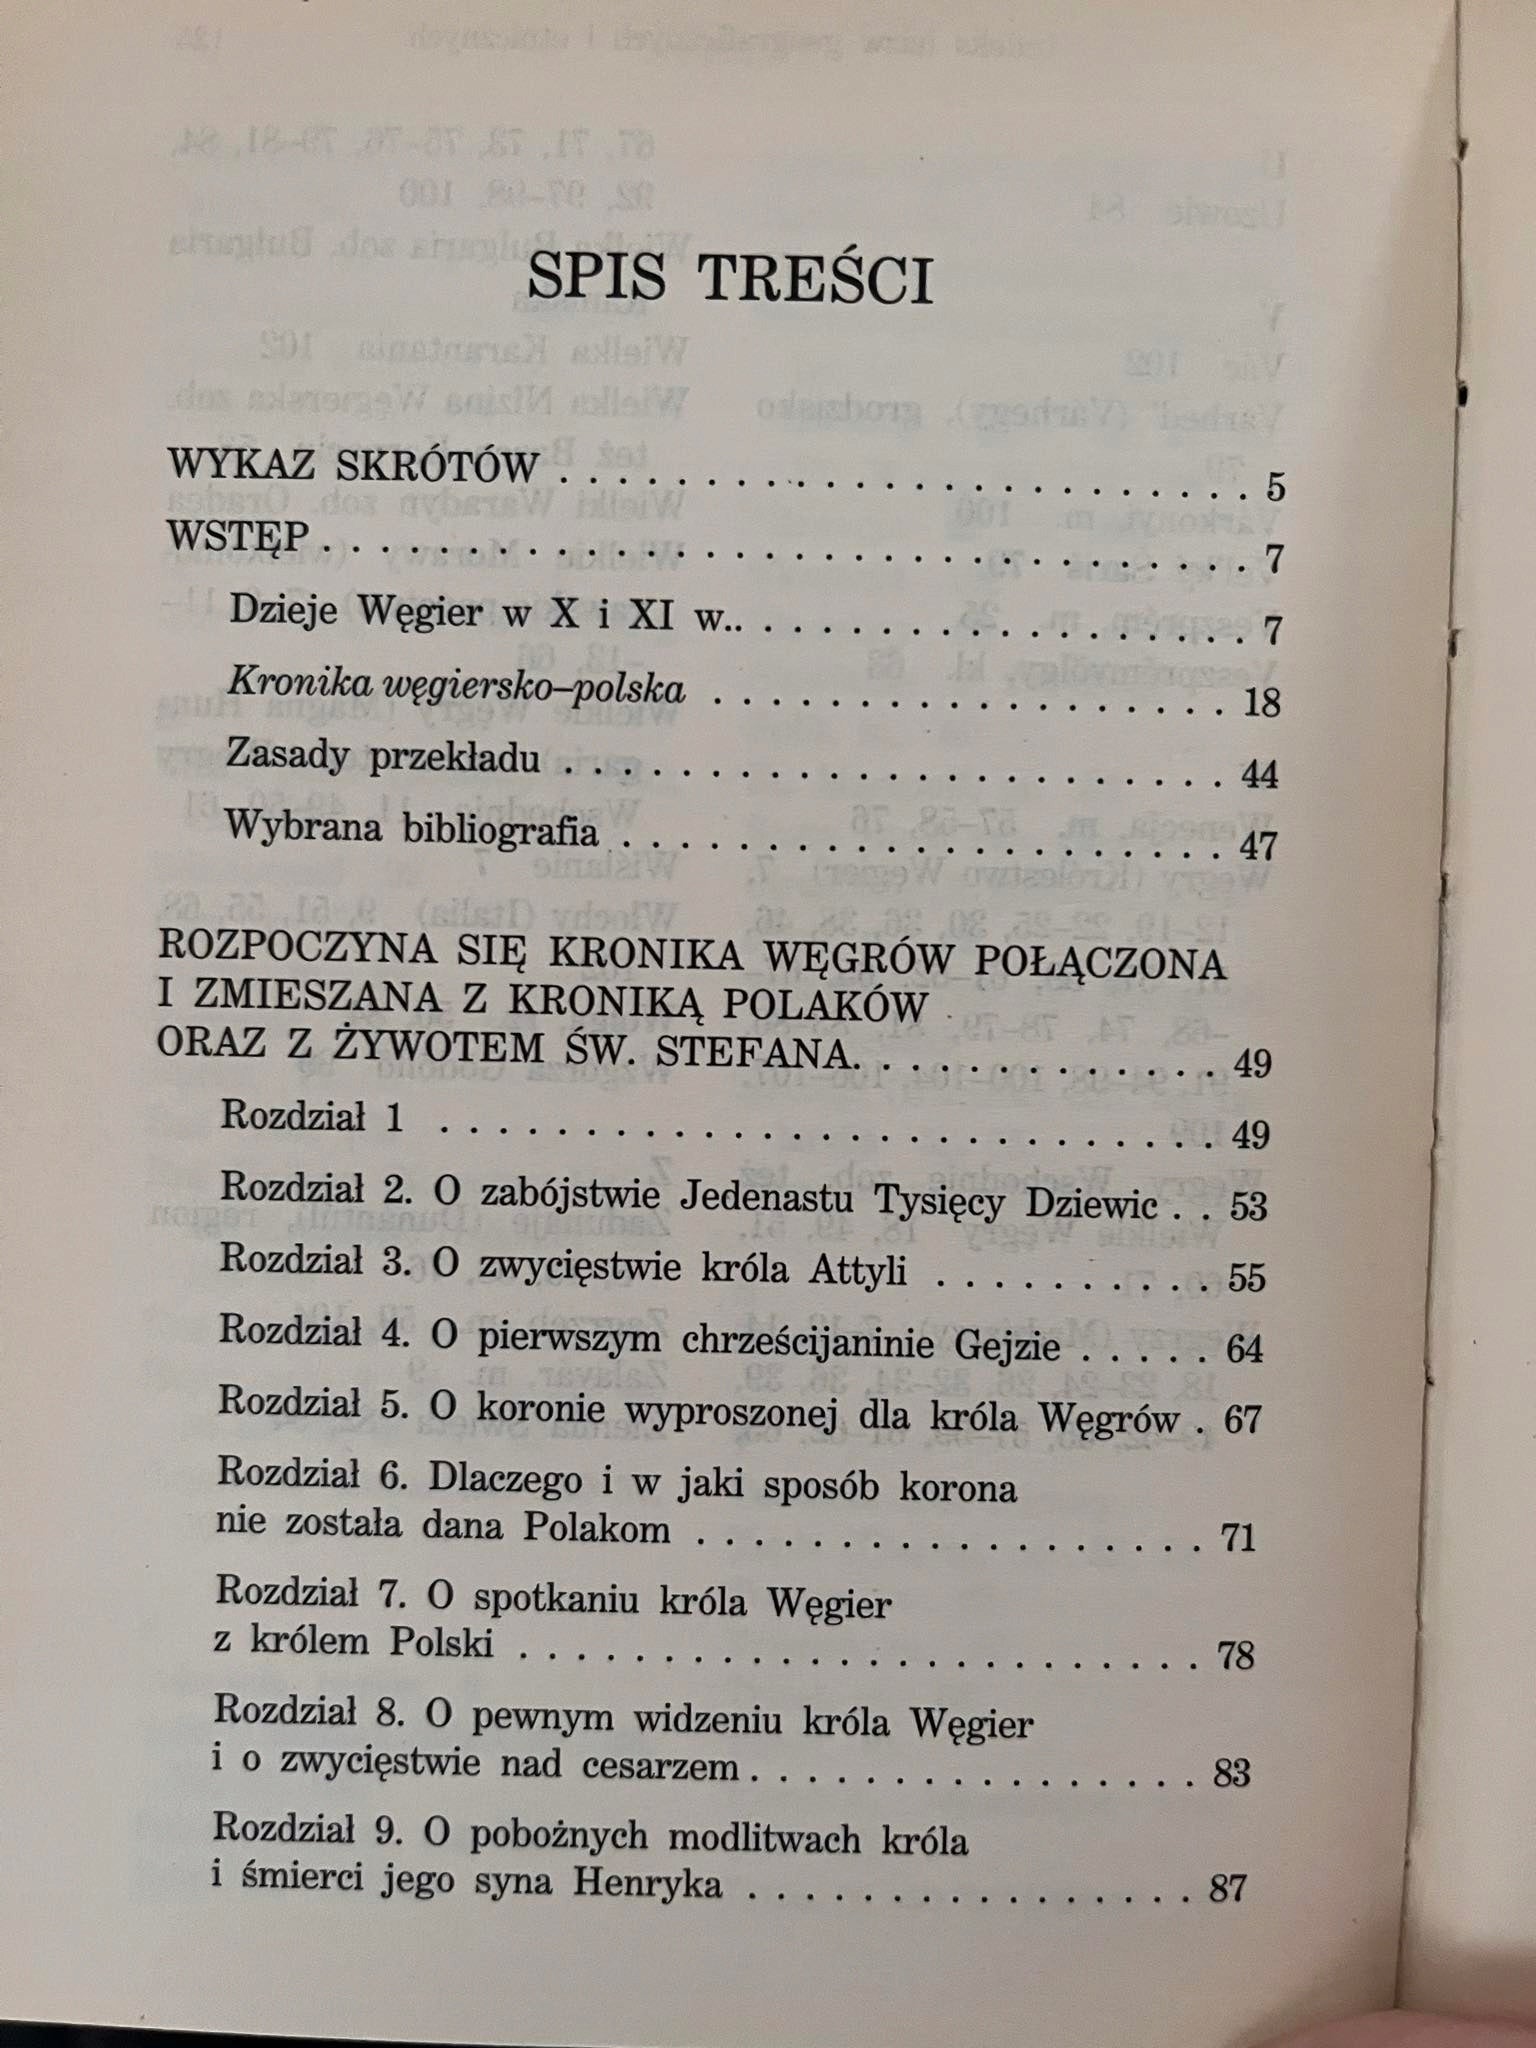 SPIS TREŚCI
WYKAZ SKRÓTÓW . . . . . . . . . . . . . . . . . . . . . . . . 5
WSTĘP . . . . . . . . . . . . . . . . . . . . . . . . . . . . . . . . 7
Dzieje Węgier w X i XI w.. . . . . . . . . . . . . . . . . . . 7
Kronika węgiersko–polska . . . . . . . . . . . . . . . . . . 18
Zasady przekładu . . . . . . . . . . . . . . . . . . . . . . . 44
Wybrana bibliografia . . . . . . . . . . . . . . . . . . . . . 47
ROZPOCZYNA SIĘ KRONIKA WĘGRÓW POŁĄCZONA
I ZMIESZANA Z KRONIKĄ POLAKÓW
ORAZ Z ŻYWOTEM ŚW. STEFANA. . . . . . . . . . . . . 49
Rozdział 1 . . . . . . . . . . . . . . . . . . . . . . . . . . . 49
Rozdział 2. O zabójstwie Jedenastu Tysięcy Dziewic . . 53
Rozdział 3. O zwycięstwie króla Attyli . . . . . . . . . . 55
Rozdział 4. O pierwszym chrześcijaninie Gejzie . . . . . 64
Rozdział 5. O koronie wyproszonej dla króla Węgrów . 67
Rozdział 6. Dlaczego i w jaki sposób korona
nie została dana Polakom . . . . . . . . . . . . . . . . . . 71
Rozdział 7. O spotkaniu króla Węgier
z królem Polski . . . . . . . . . . . . . . . . . . . . . . . . 78
Rozdział 8. O pewnym widzeniu króla Węgier
i o zwycięstwie nad cesarzem . . . . . . . . . . . . . . . . 83
Rozdział 9. O pobożnych modlitwach króla
i śmierci jego syna Henryka . . . . . . . . . . . . . . . . 87